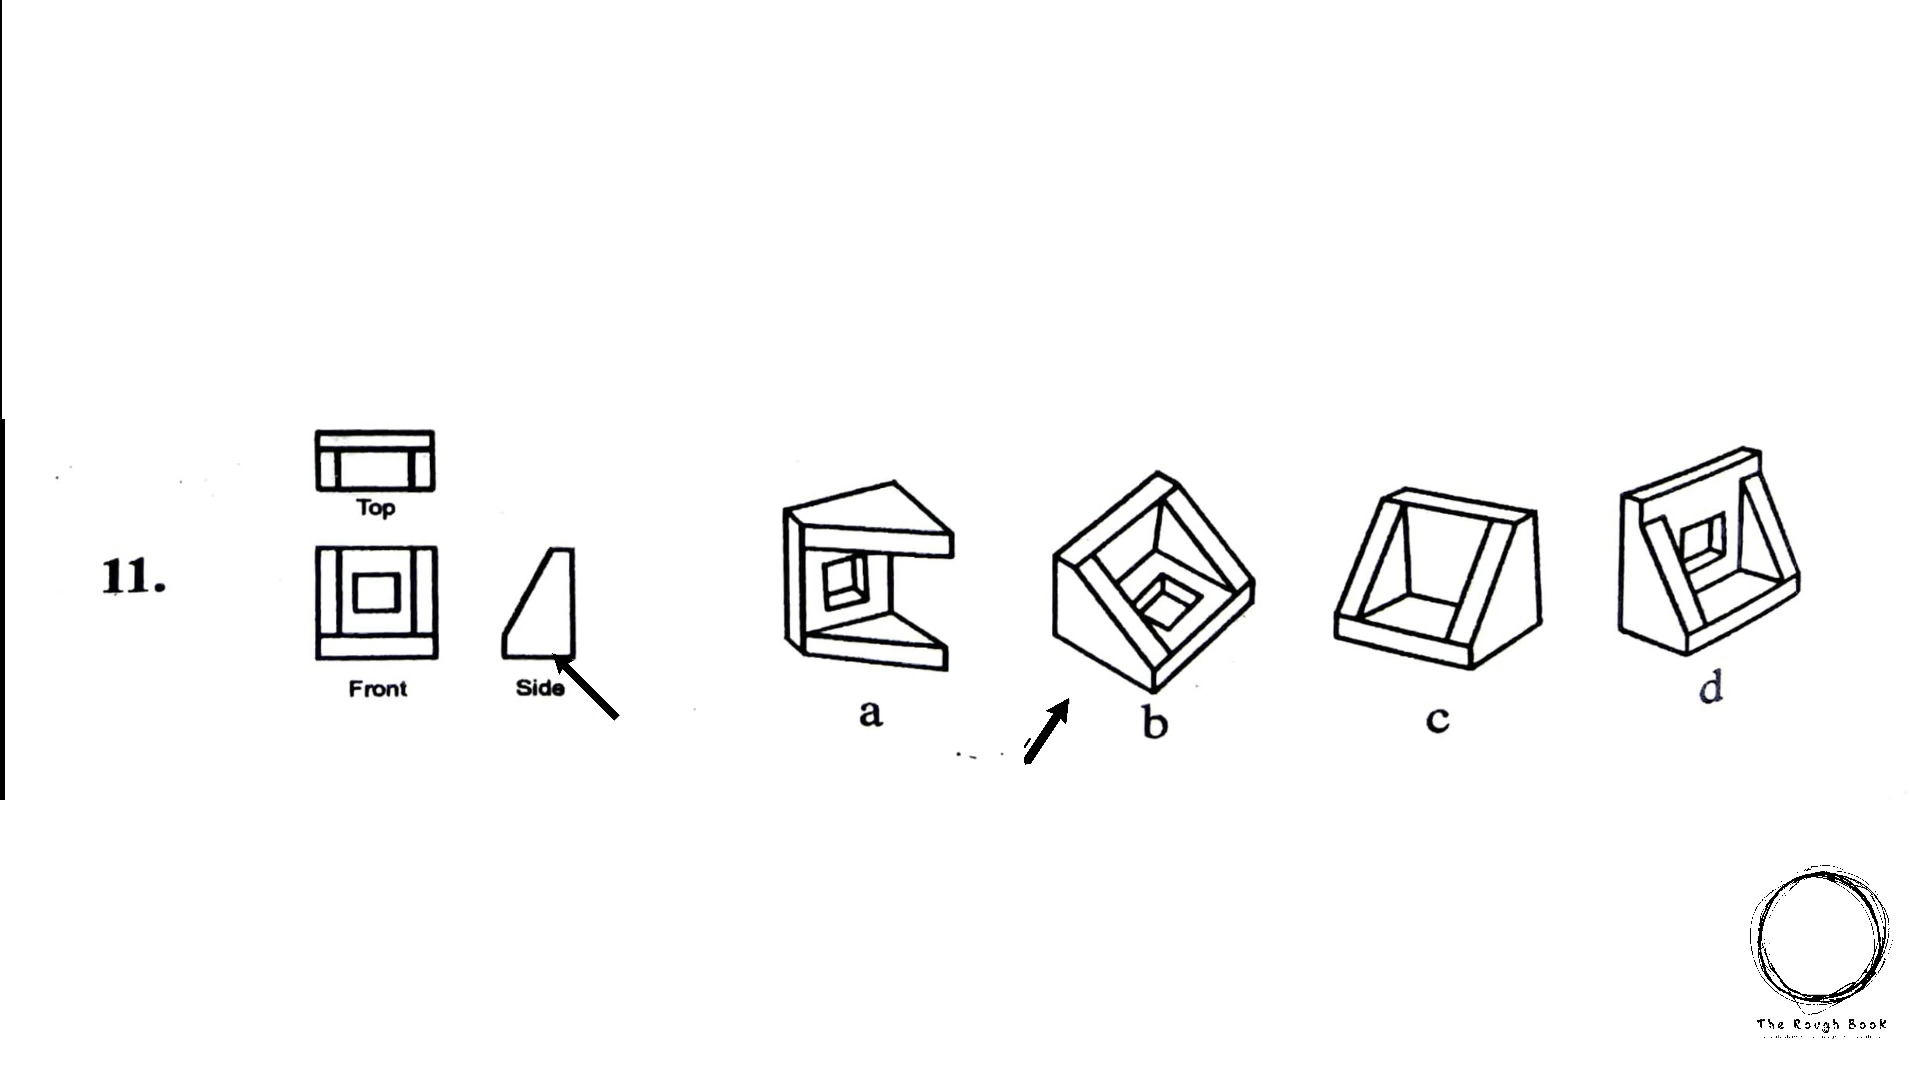 11.
Top
Front
Side
a
b
c
d
The Rough Book